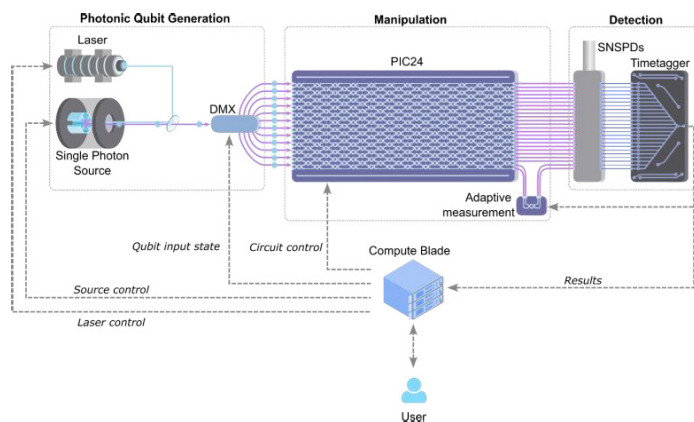 Photonic Qubit Generation
Manipulation
Detection
Laser
PIC24
SNSPDs
Timetagger
DMX
Single Photon
Source
Adaptive
measurement
Qubit input state
Circuit control
Compute Blade
Source control
Results
Laser control
User